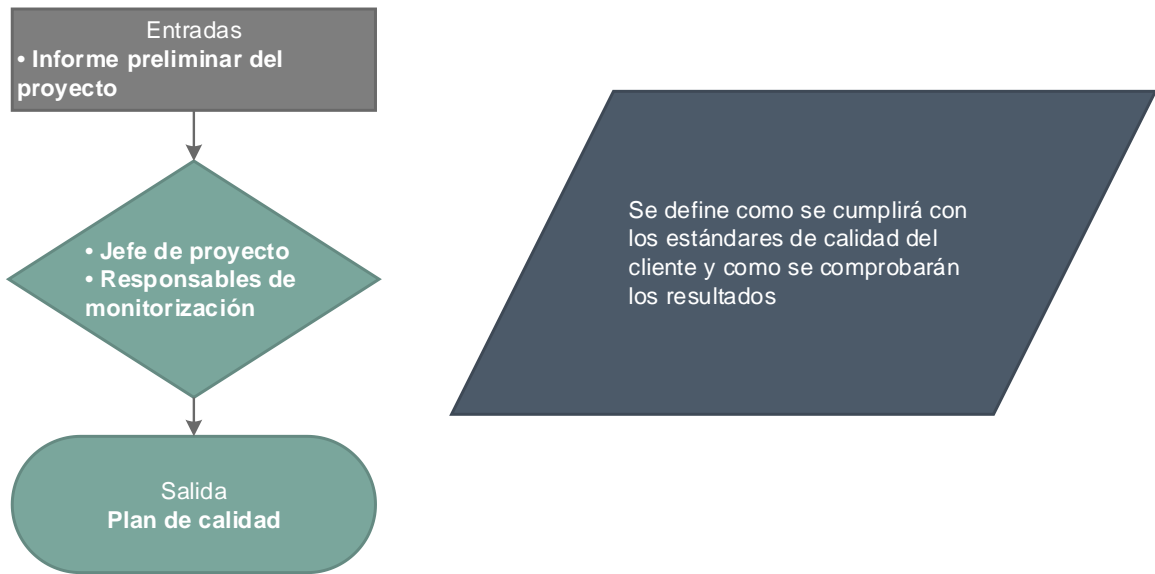 Entradas
• Informe preliminar del
proyecto
• Jefe de proyecto
• Responsables de
monitorización
Salida
Plan de calidad
Se define como se cumplirá con
los estándares de calidad del
cliente y como se comprobarán
los resultados